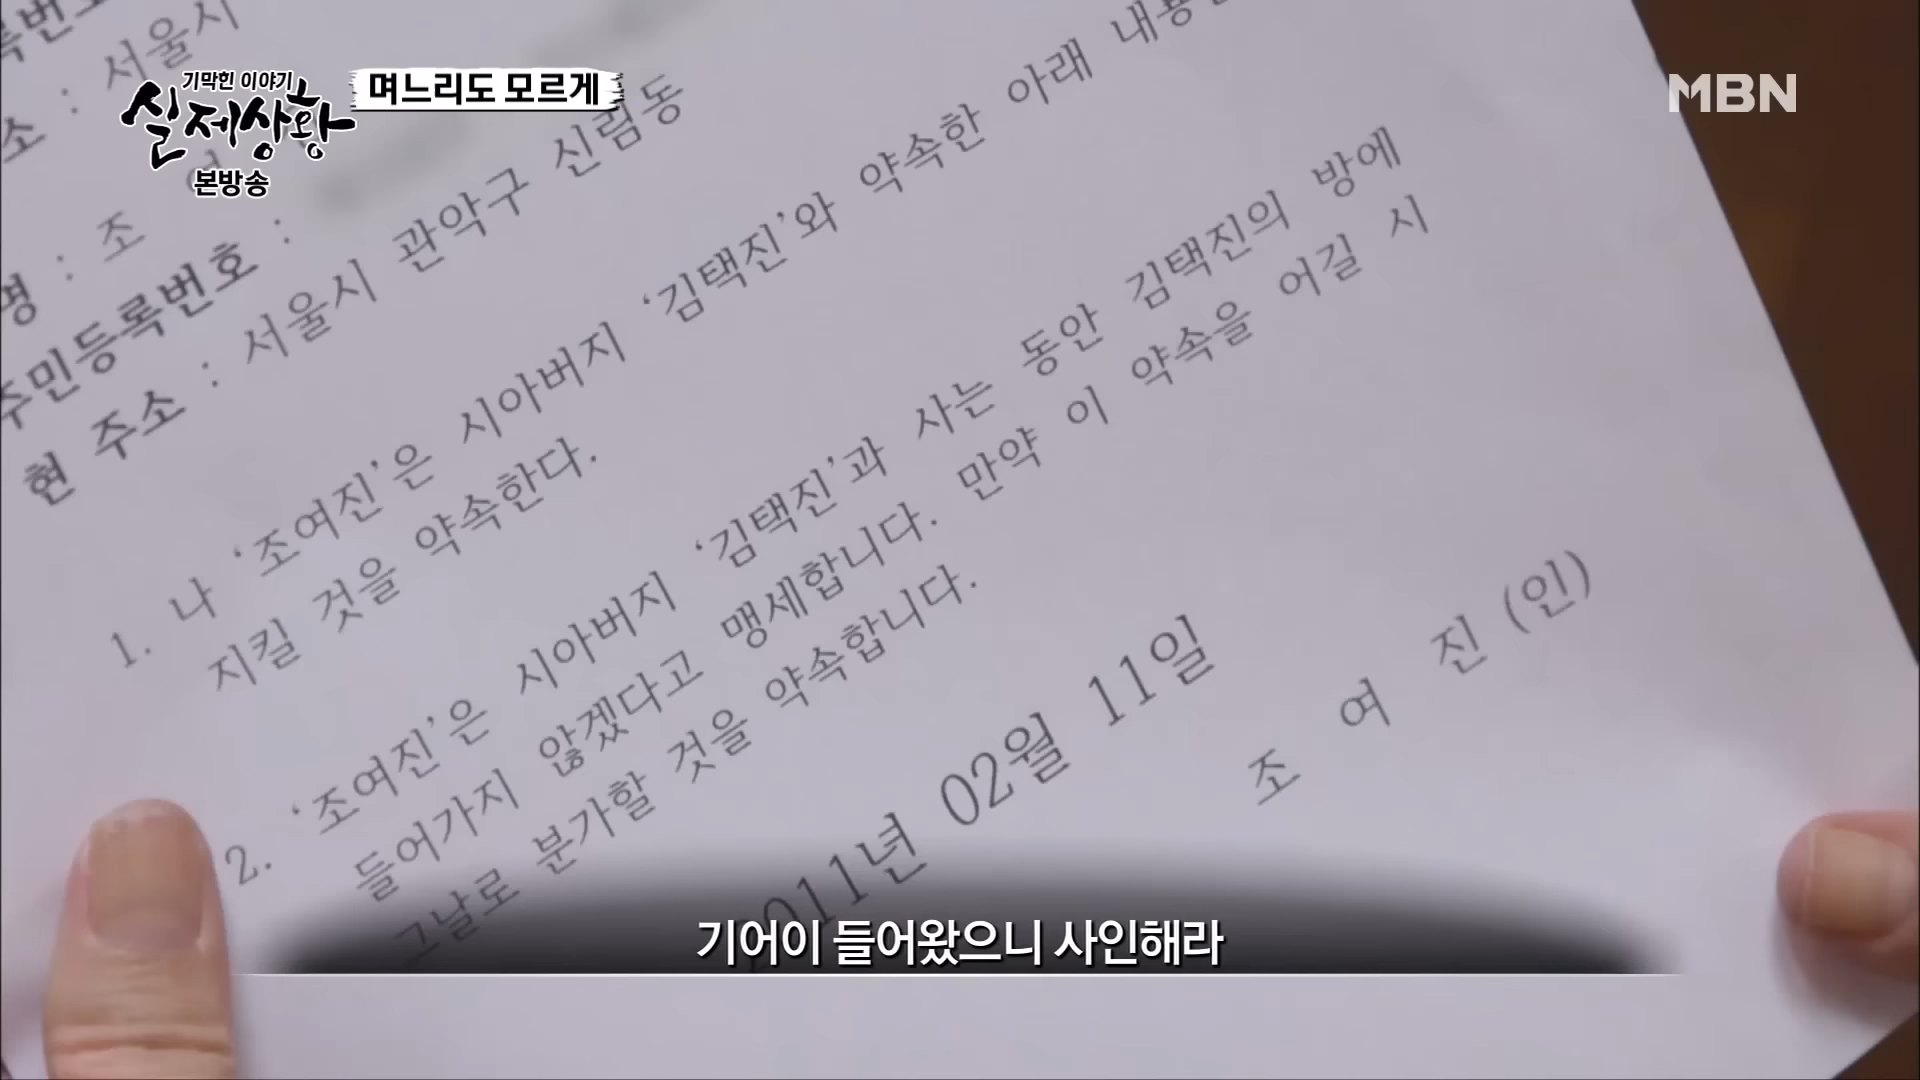 기막힌 이야기
실제상황
본방송
며느리도 모르게
MBN
록번호
소 : 서울시
명 : 조 여
주민등록번호 :
현 주소 : 서울시 관악구 신림동
1. 나 ‘조여진’은 시아버지 ‘김택진’와 약속한 아래 내용
지킬 것을 약속한다.
2. ‘조여진’은 시아버지 ‘김택진’과 사는 동안 김택진의 방에
들어가지 않겠다고 맹세합니다. 만약 이 약속을 어길 시
그날로 분가할 것을 약속합니다.
2011년 02월 11일
조 여 진 (인)
기어이 들어왔으니 사인해라